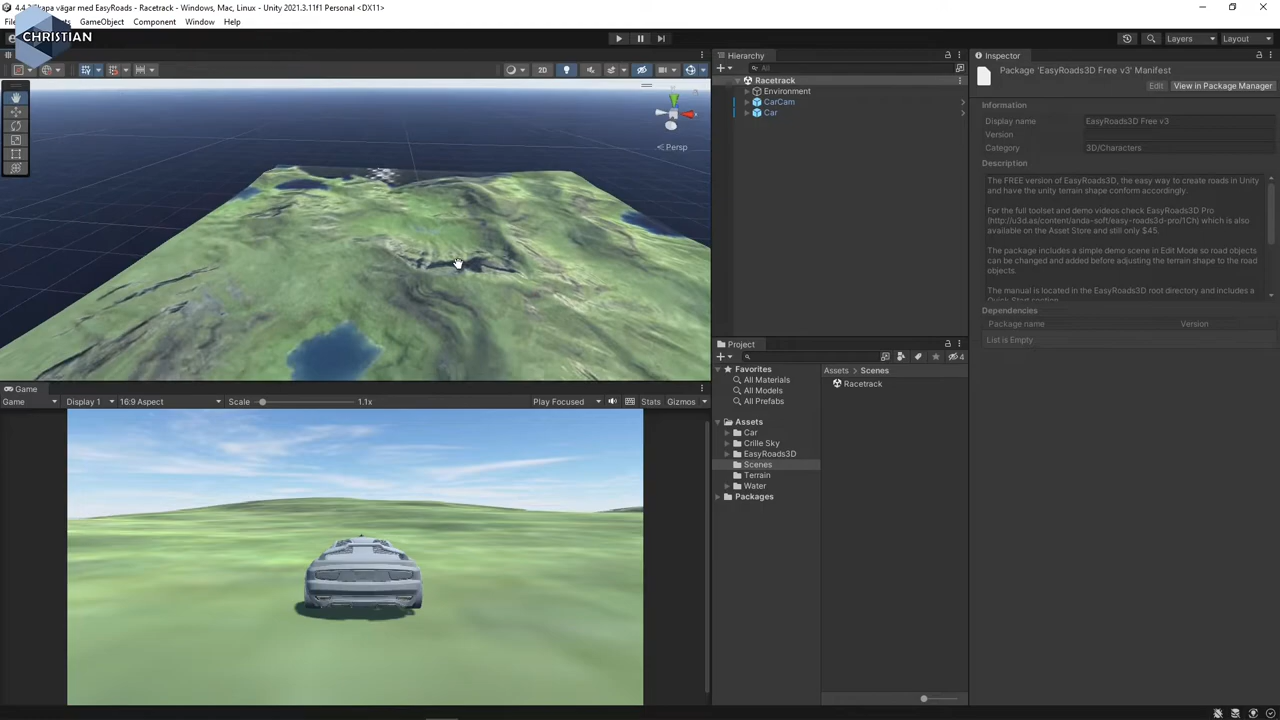 4.4.2 Skapa vägar med EasyRoads - Racetrack - Windows, Mac, Linux - Unity 2021.3.11f1 Personal <DX11>
CHRISTIAN
GameObject Component Window Help
Layers Layout
2D
Persp
Hierarchy
All
Racetrack
Environment
CarCam
Car
Inspector
Package 'EasyRoads3D Free v3' Manifest
Edit View in Package Manager
Information
Display name EasyRoads3D Free v3
Version
Category 3D/Characters
Description
The FREE version of EasyRoads3D, the easy way to create roads in Unity
and have the unity terrain shape conform accordingly.
For the full toolset and demo videos check EasyRoads3D Pro
(http://u3d.as/content/anda-soft/easy-roads3d-pro/1Ch) which is also
available on the Asset Store and still only $45.
The package includes a simple demo scene in Edit Mode so road objects
can be changed and added before adjusting the terrain shape to the road
objects.
The manual is located in the EasyRoads3D root directory and includes a
Quick Start section.
Dependencies
Package name Version
List is Empty
Project
4
Favorites
All Materials
All Models
All Prefabs
Assets
Car
Crille Sky
EasyRoads3D
Scenes
Terrain
Water
Packages
Assets > Scenes
Racetrack
Game
Game Display 1 16:9 Aspect Scale 1.1x Play Focused Stats Gizmos